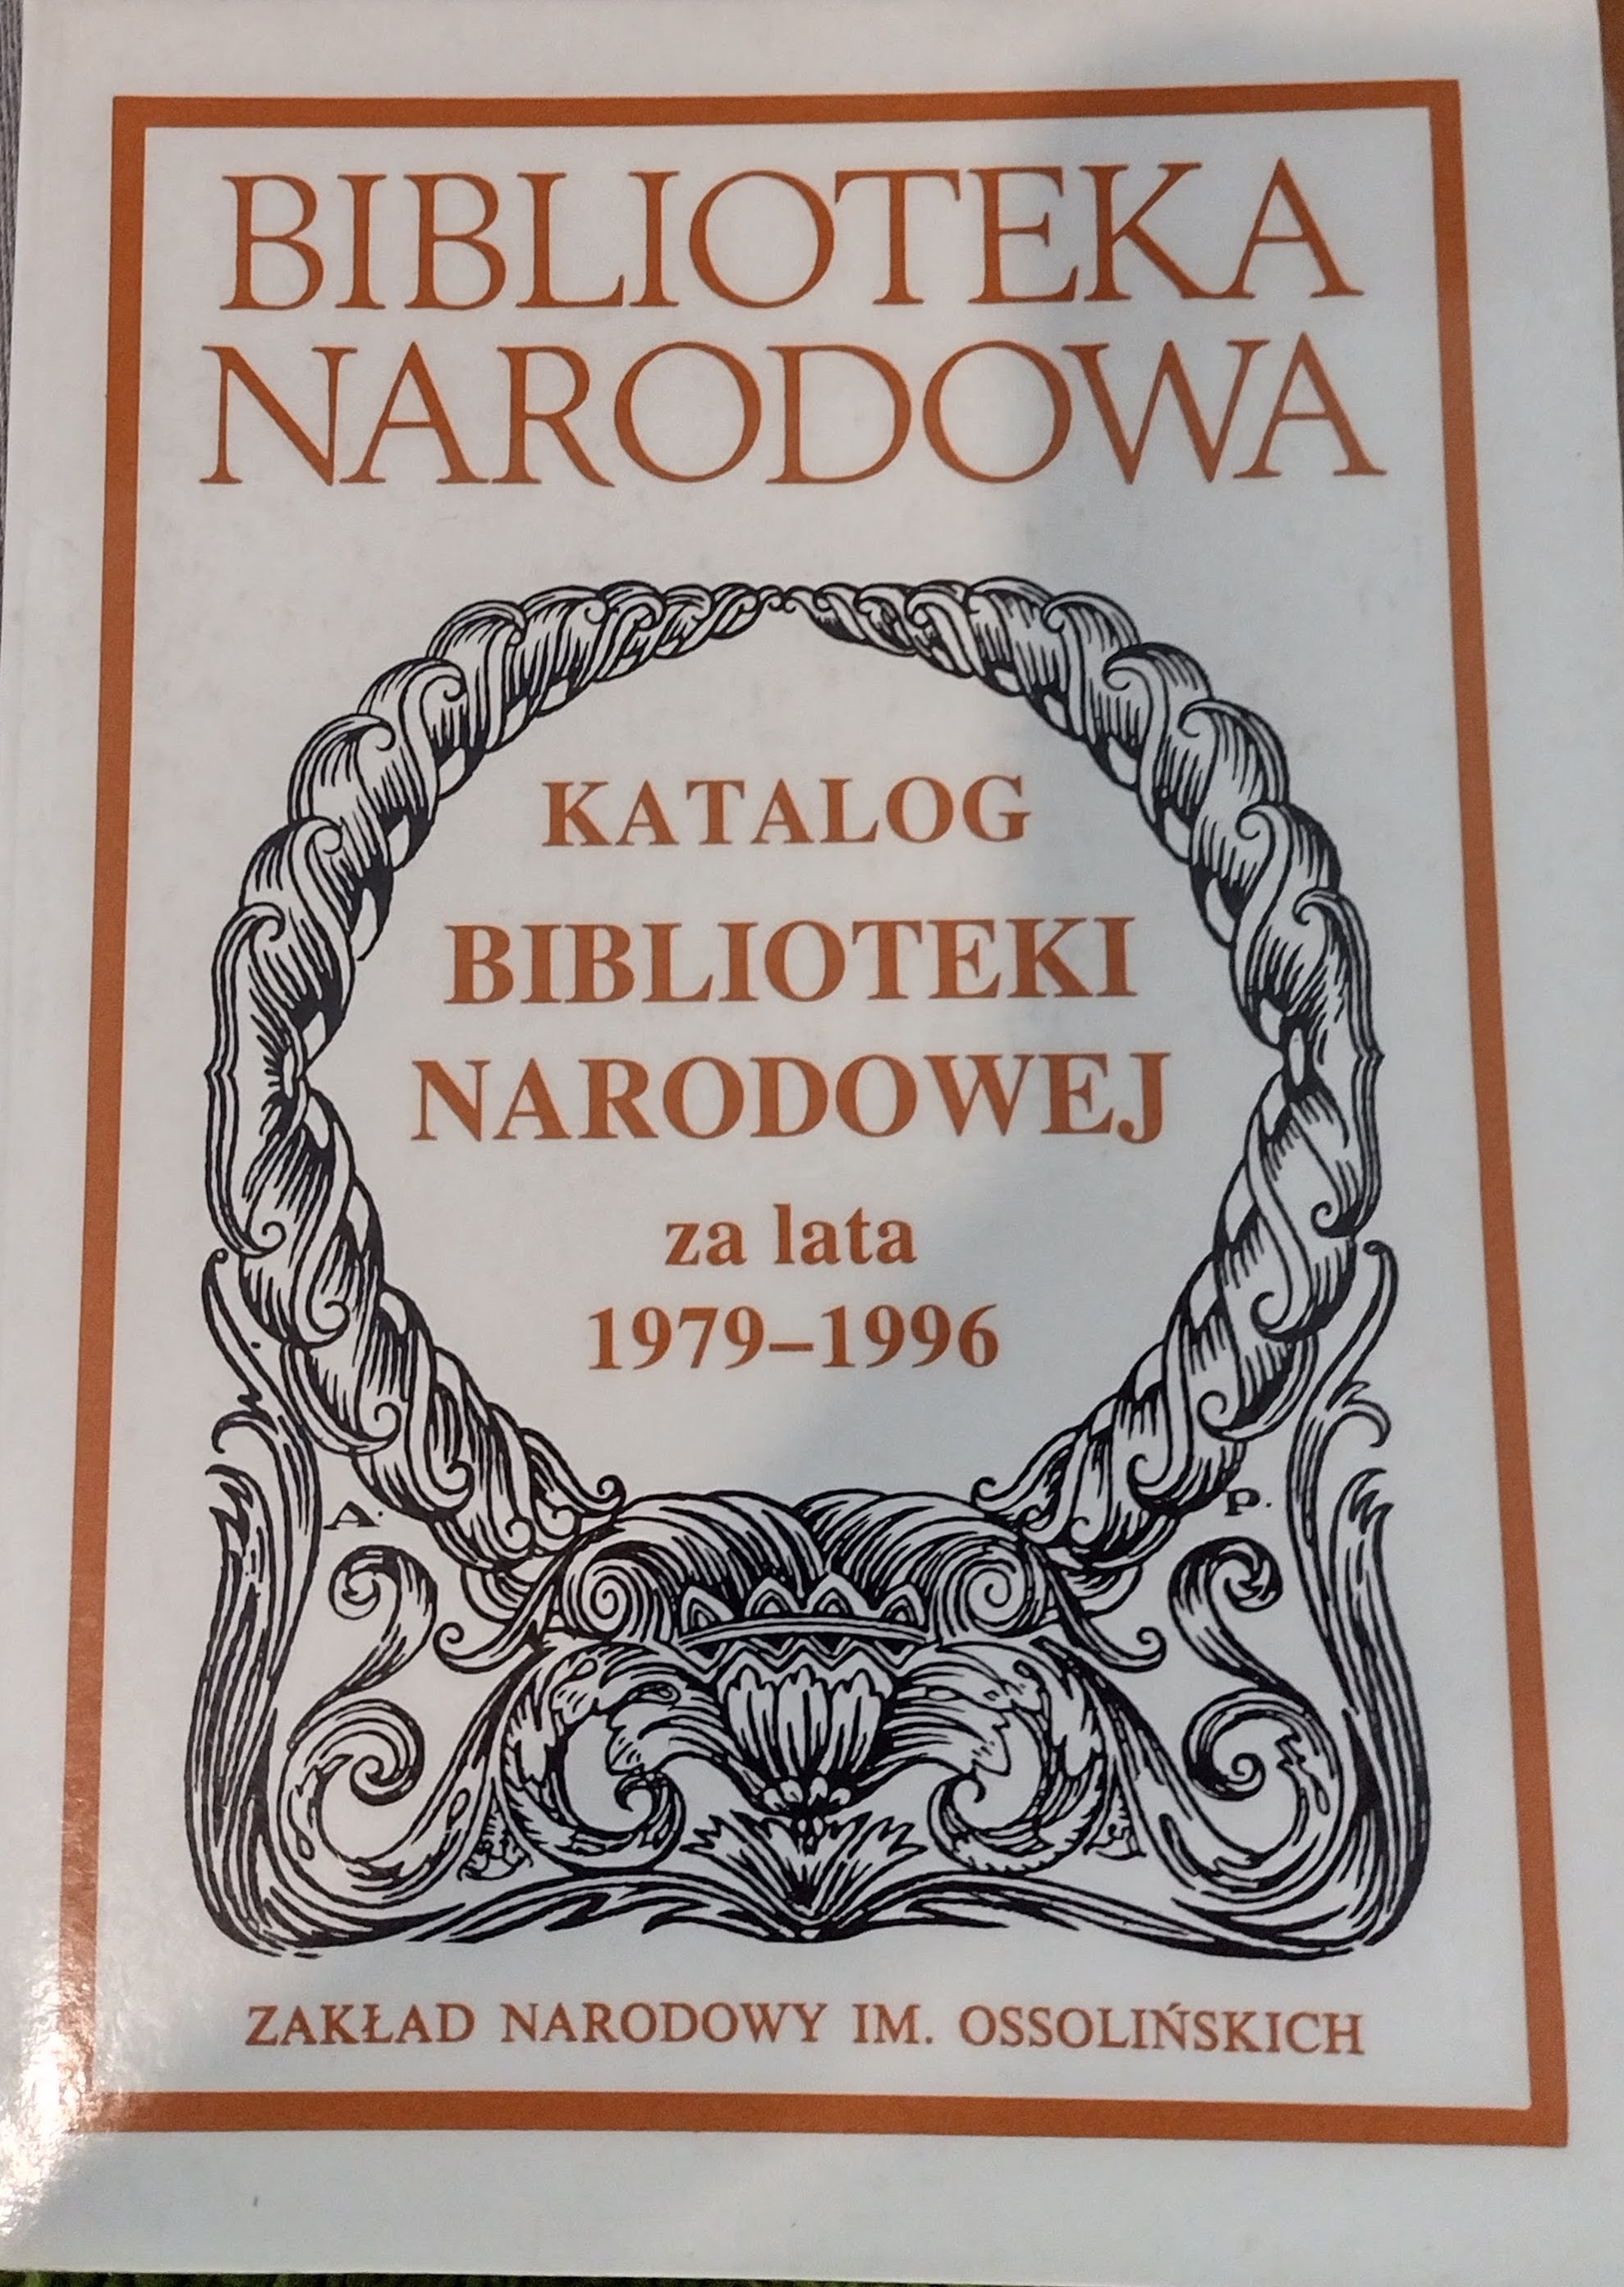 BIBLIOTEKA
NARODOWA
KATALOG
BIBLIOTEKI
NARODOWEJ
za lata
1979–1996
A. P.
ZAKŁAD NARODOWY IM. OSSOLIŃSKICH